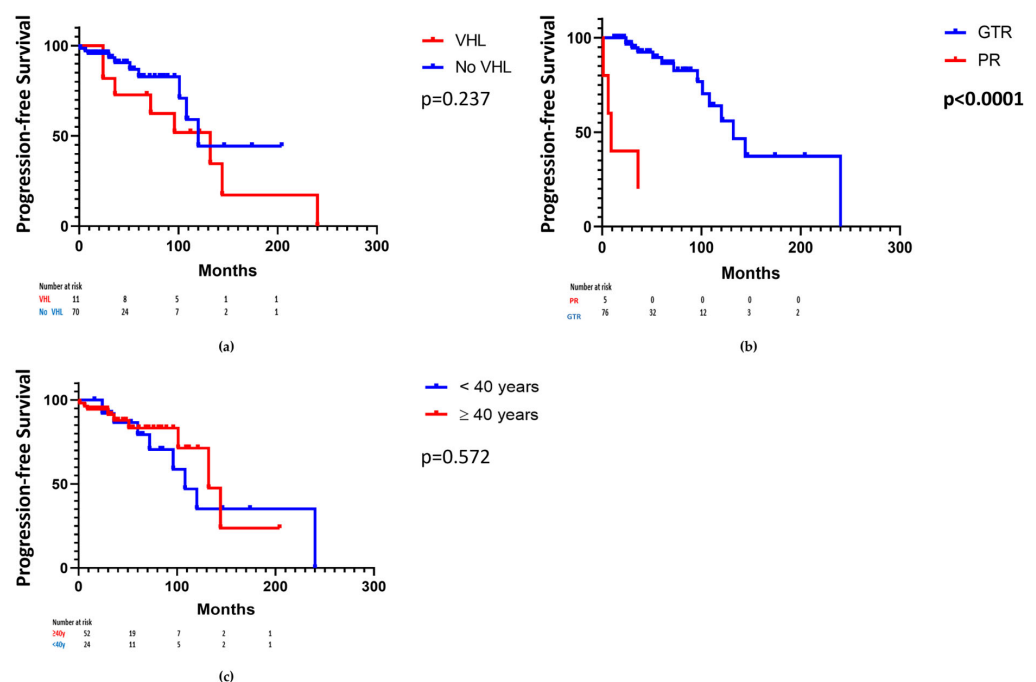 VHL
No VHL
p=0.237
Progression-free Survival
100
50
0
0 100 200 300
Months
Number at risk
VHL 11 8 5 1 1
No VHL 70 24 7 2 1
(a)
GTR
PR
p<0.0001
Progression-free Survival
100
50
0
0 100 200 300
Months
Number at risk
PR 5 0 0 0 0
GTR 76 32 12 3 2
(b)
< 40 years
≥ 40 years
p=0.572
Progression-free Survival
100
50
0
0 100 200 300
Months
Number at risk
≥40y 52 19 7 2 1
<40y 24 11 5 2 1
(c)